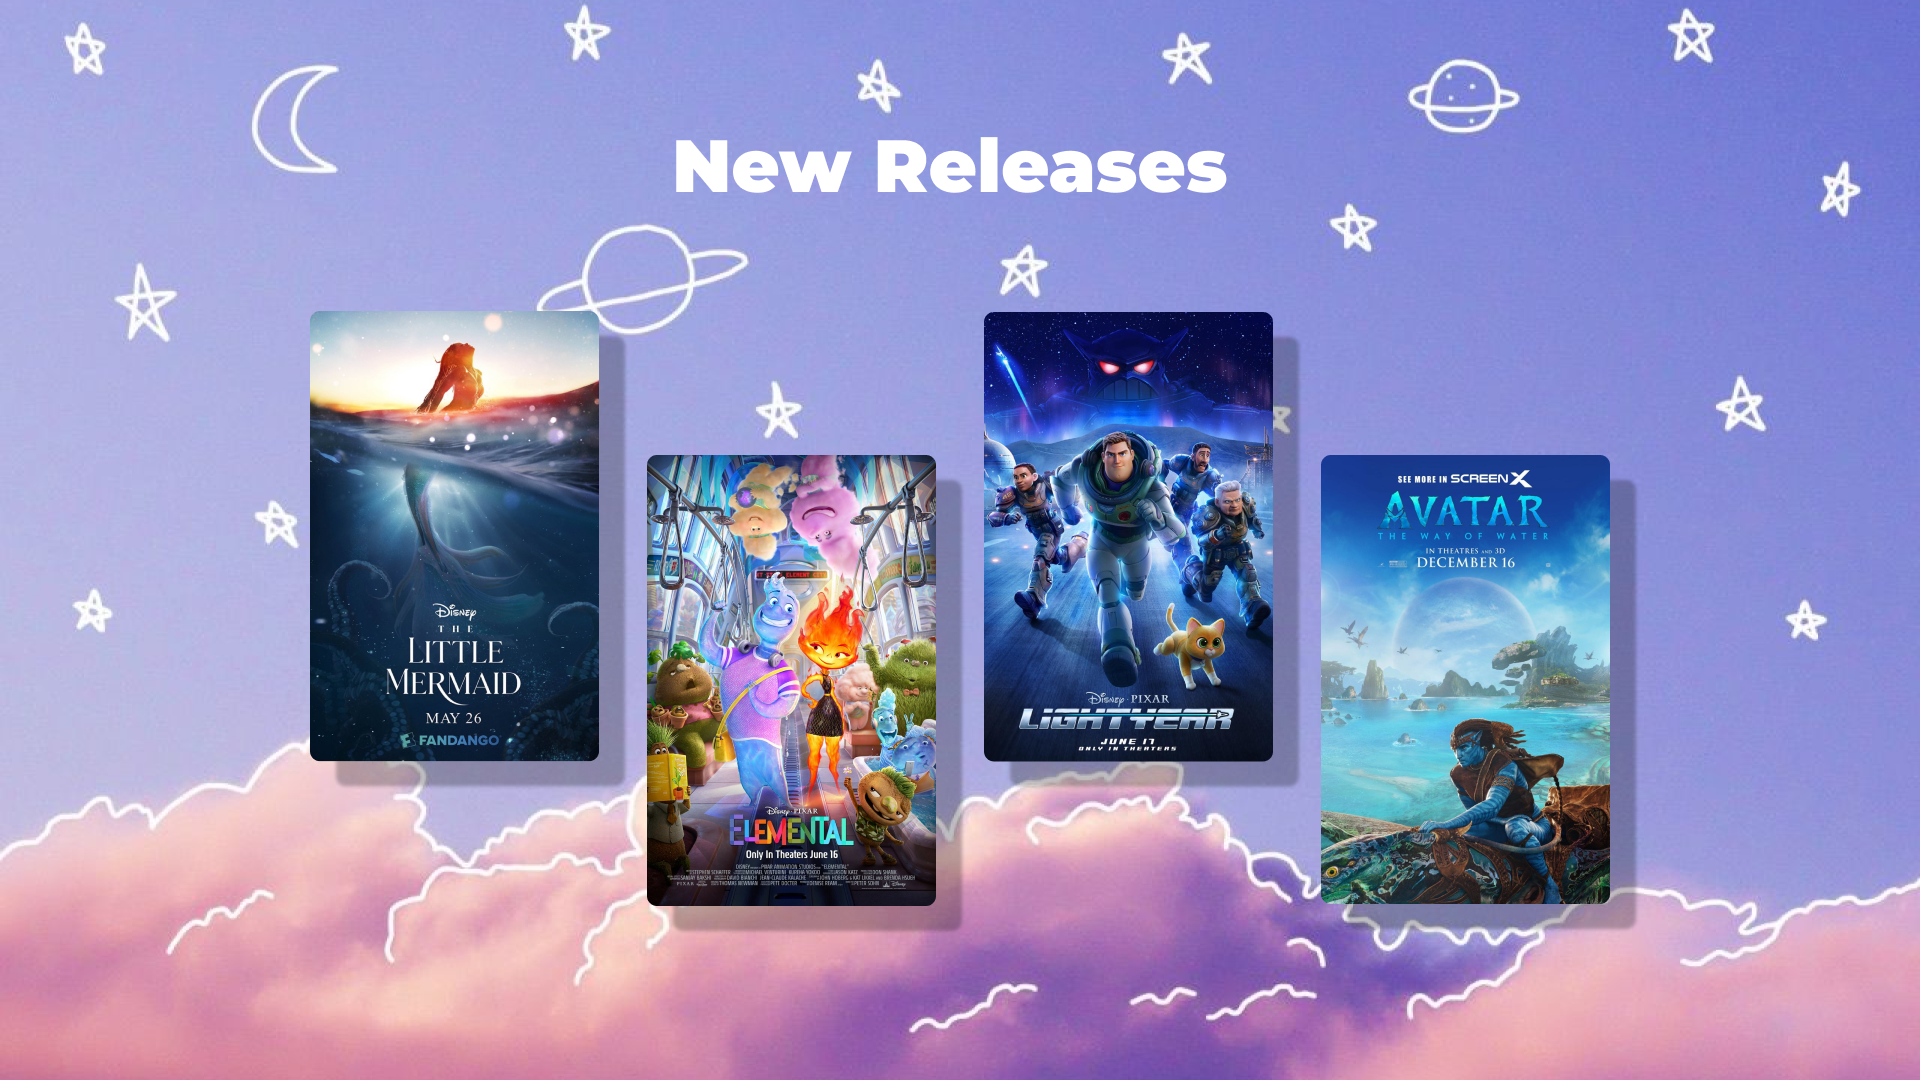 New Releases
Disney
THE
LITTLE
MERMAID
MAY 26
FANDANGO
Disney · PIXAR
ELEMENTAL
Only In Theaters June 16
Disney · PIXAR
LIGHTYEAR
JUNE 17
ONLY IN THEATERS
SEE MORE IN SCREENX
AVATAR
THE WAY OF WATER
IN THEATRES AND 3D
DECEMBER 16